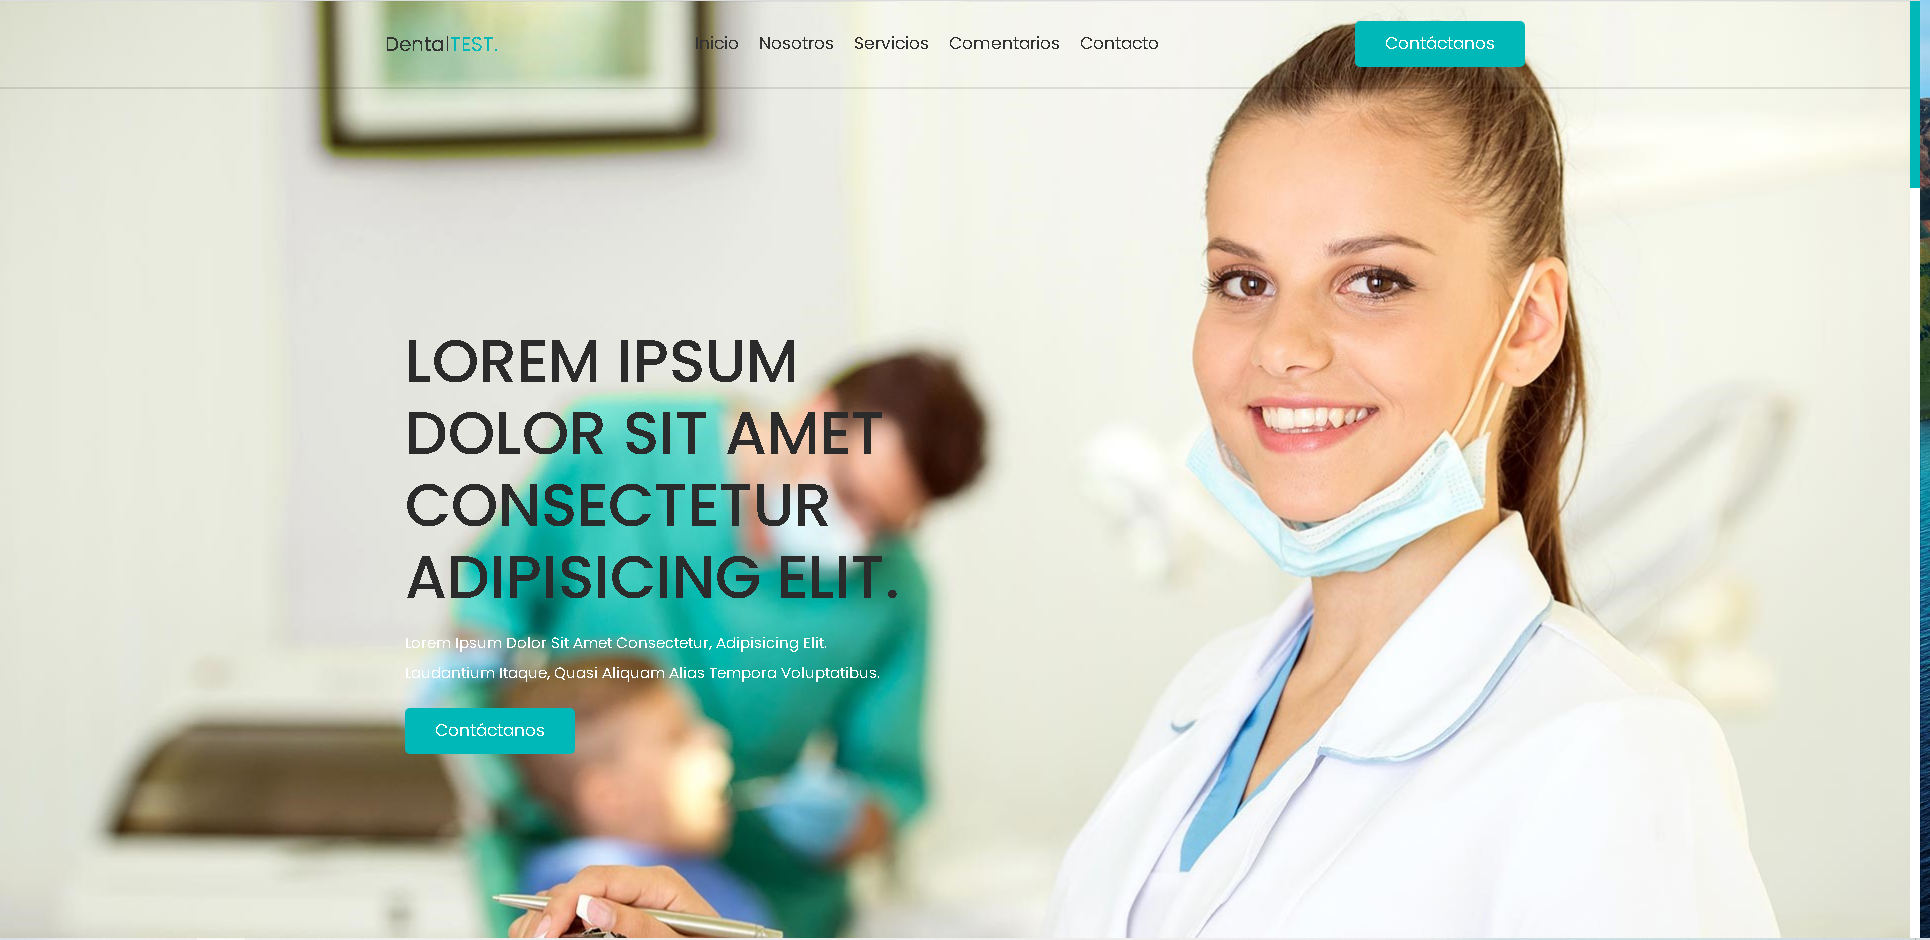 DentalTEST.
Inicio Nosotros Servicios Comentarios Contacto
Contáctanos
LOREM IPSUM
DOLOR SIT AMET
CONSECTETUR
ADIPISICING ELIT.
Lorem Ipsum Dolor Sit Amet Consectetur, Adipisicing Elit.
Laudantium Itaque, Quasi Aliquam Alias Tempora Voluptatibus.
Contáctanos